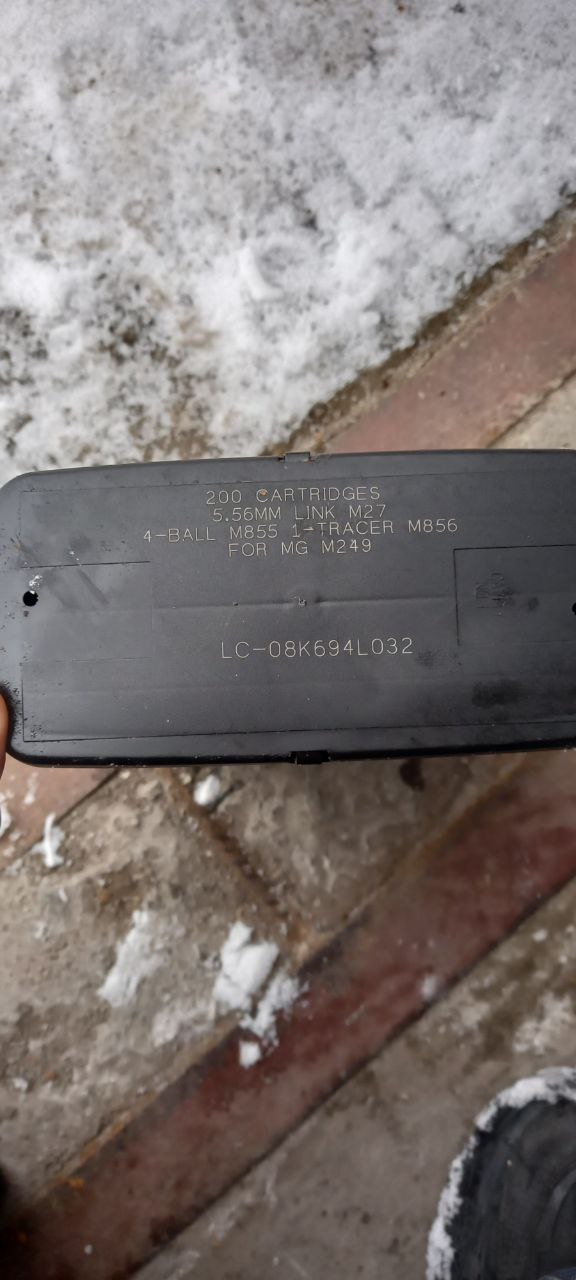 200 CARTRIDGES
5.56MM LINK M27
4-BALL M855 1-TRACER M856
FOR MG M249
LC-08K694L032